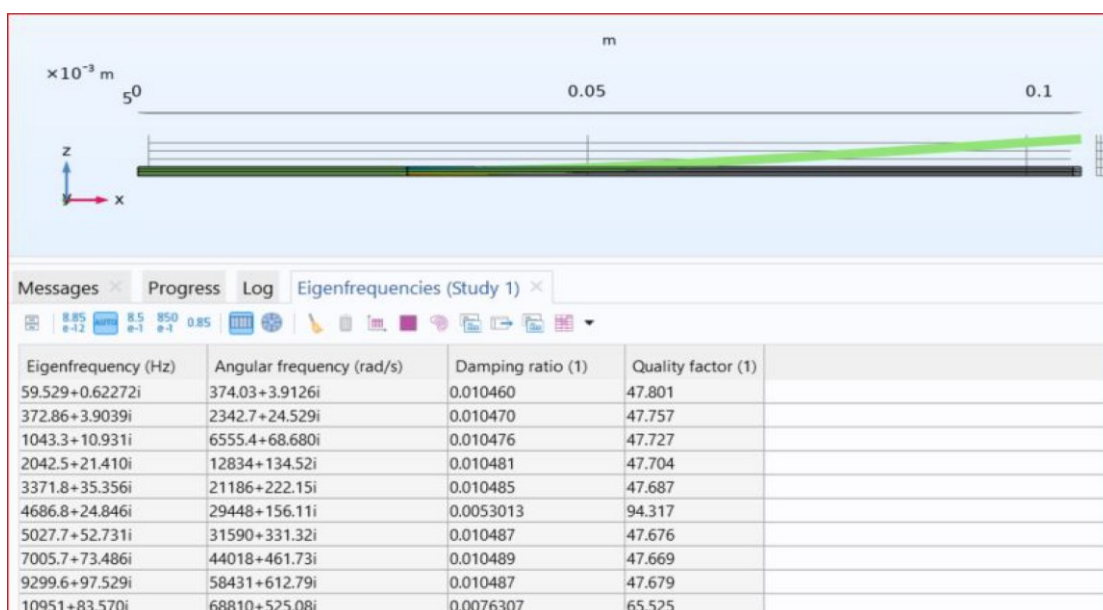 m
×10⁻³ m
5 0 0.05 0.1
z
y x
Messages Progress Log Eigenfrequencies (Study 1)
8.85 e-12 AUTO 8.5 e-1 850 e-1 0.85
Eigenfrequency (Hz) Angular frequency (rad/s) Damping ratio (1) Quality factor (1)
59.529+0.62272i 374.03+3.9126i 0.010460 47.801
372.86+3.9039i 2342.7+24.529i 0.010470 47.757
1043.3+10.931i 6555.4+68.680i 0.010476 47.727
2042.5+21.410i 12834+134.52i 0.010481 47.704
3371.8+35.356i 21186+222.15i 0.010485 47.687
4686.8+24.846i 29448+156.11i 0.0053013 94.317
5027.7+52.731i 31590+331.32i 0.010487 47.676
7005.7+73.486i 44018+461.73i 0.010489 47.669
9299.6+97.529i 58431+612.79i 0.010487 47.679
10951+83.570i 68810+525.08i 0.0076307 65.525